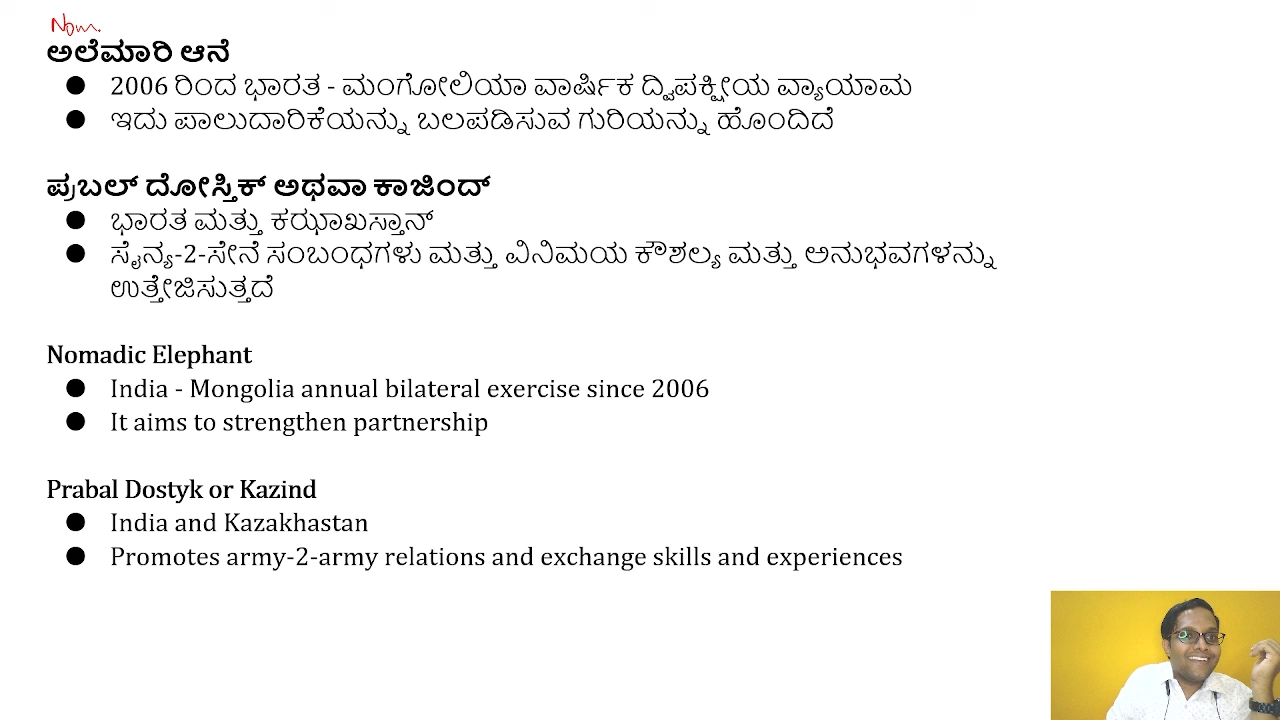 Nom.
ಅಲೆಮಾರಿ ಆನೆ
● 2006 ರಿಂದ ಭಾರತ - ಮಂಗೋಲಿಯಾ ವಾರ್ಷಿಕ ದ್ವಿಪಕ್ಷೀಯ ವ್ಯಾಯಾಮ
● ಇದು ಪಾಲುದಾರಿಕೆಯನ್ನು ಬಲಪಡಿಸುವ ಗುರಿಯನ್ನು ಹೊಂದಿದೆ
ಪ್ರಬಲ್ ದೋಸ್ತಿಕ್ ಅಥವಾ ಕಾಜಿಂದ್
● ಭಾರತ ಮತ್ತು ಕಝಾಖಸ್ತಾನ್
● ಸೈನ್ಯ-2-ಸೇನೆ ಸಂಬಂಧಗಳು ಮತ್ತು ವಿನಿಮಯ ಕೌಶಲ್ಯ ಮತ್ತು ಅನುಭವಗಳನ್ನು
ಉತ್ತೇಜಿಸುತ್ತದೆ
Nomadic Elephant
● India - Mongolia annual bilateral exercise since 2006
● It aims to strengthen partnership
Prabal Dostyk or Kazind
● India and Kazakhastan
● Promotes army-2-army relations and exchange skills and experiences